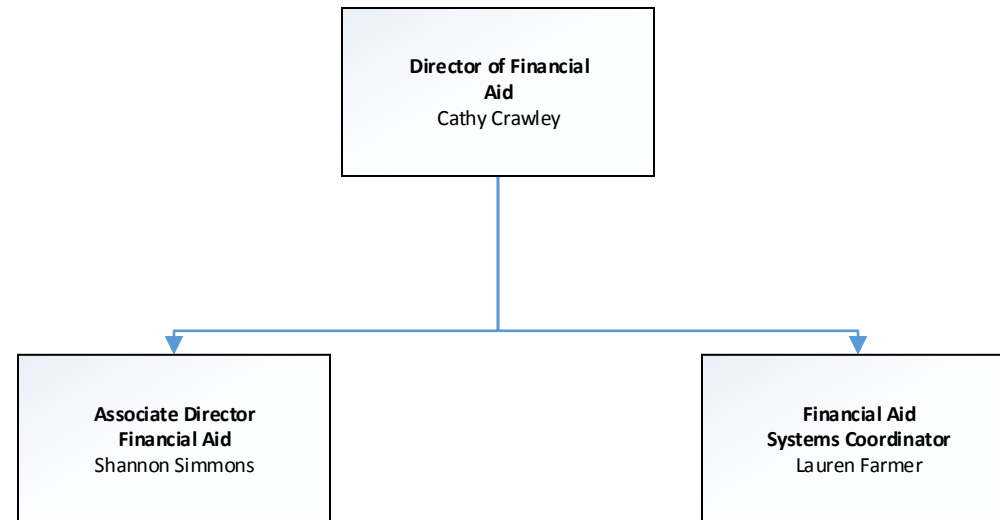 Director of Financial
Aid
Cathy Crawley
Associate Director
Financial Aid
Shannon Simmons
Financial Aid
Systems Coordinator
Lauren Farmer